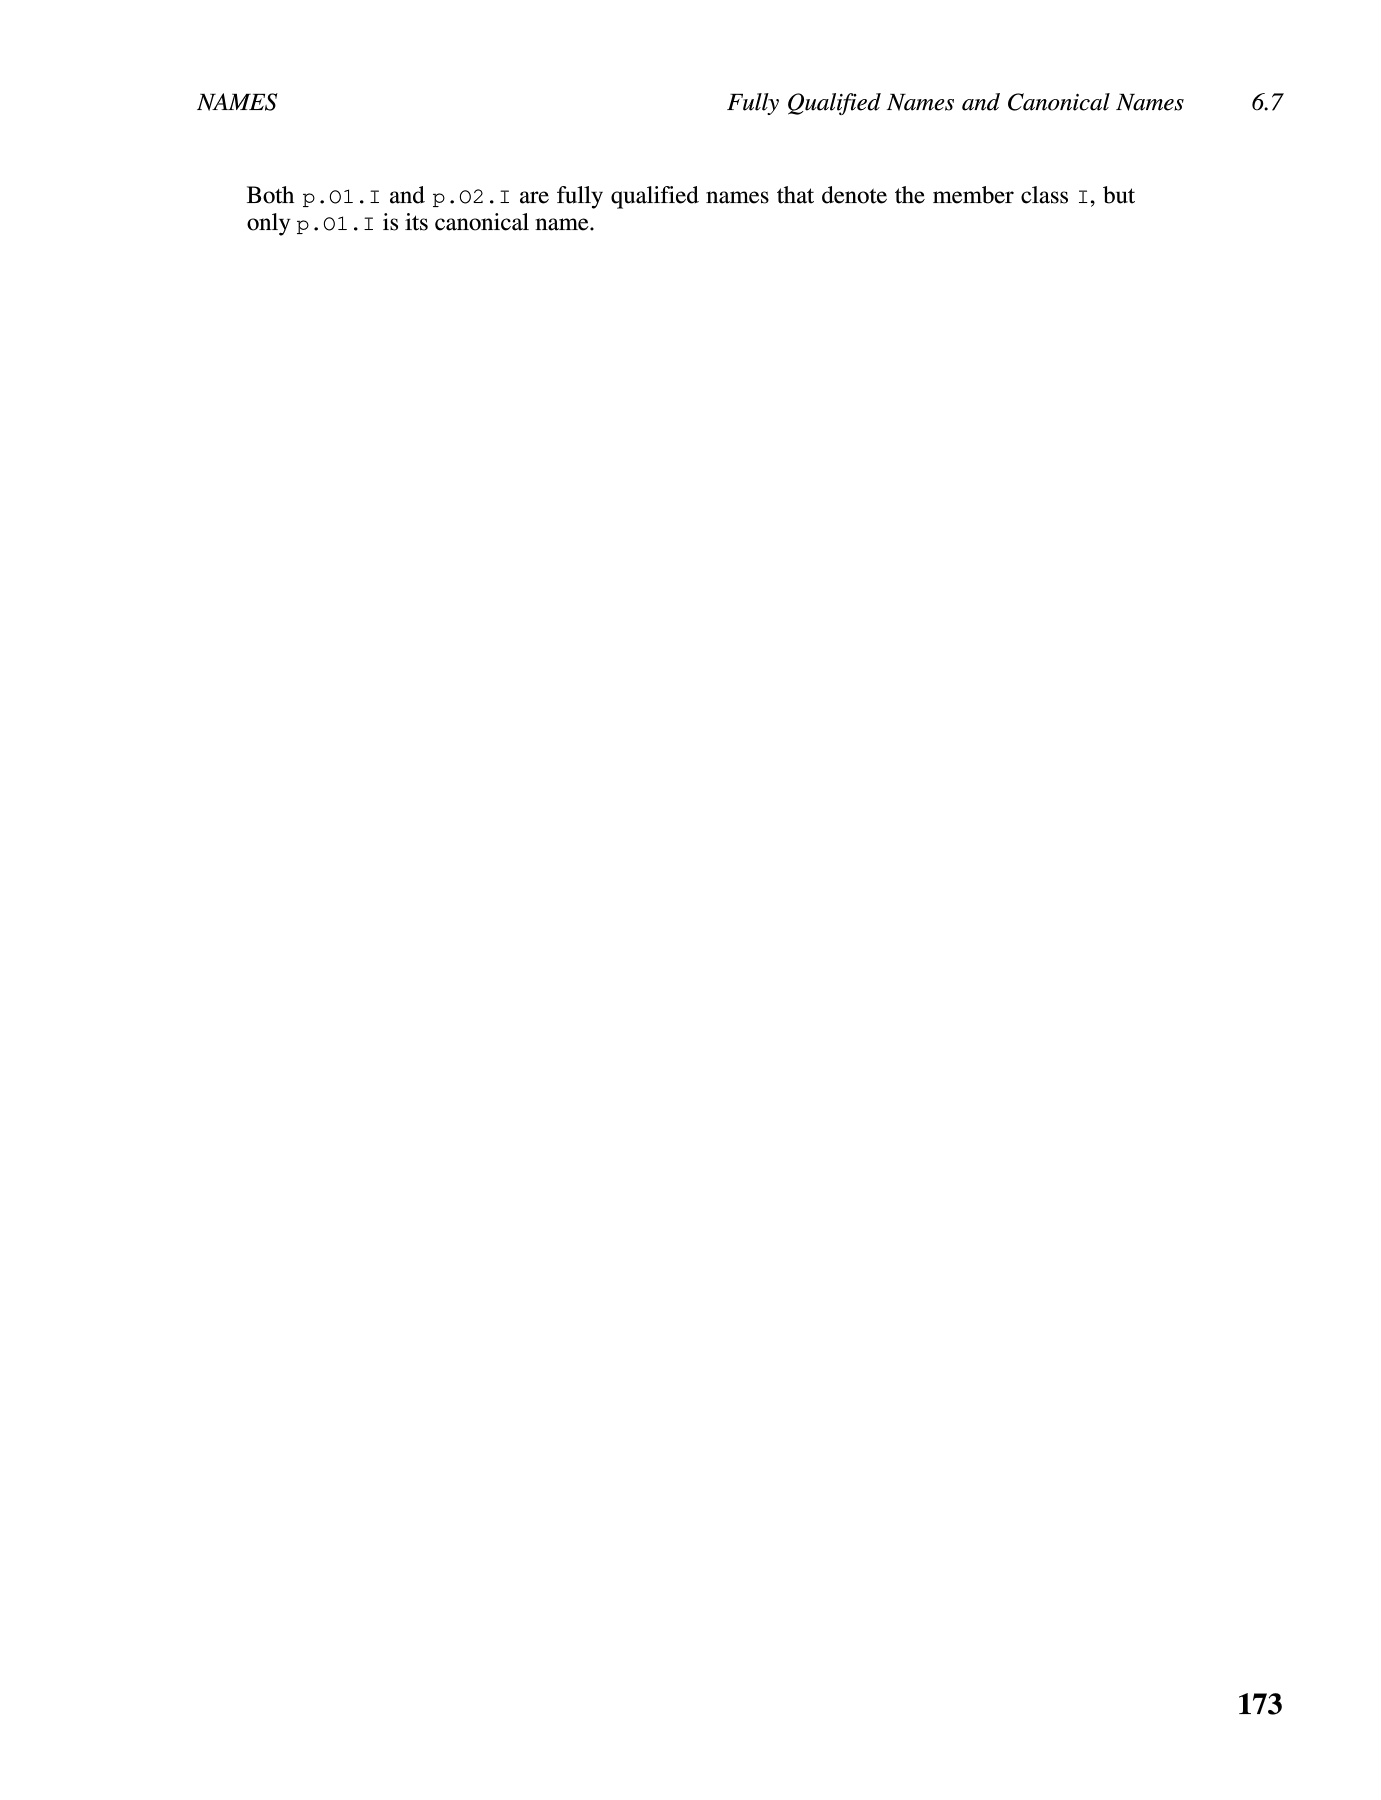 NAMES Fully Qualified Names and Canonical Names 6.7
Both p.O1.I and p.O2.I are fully qualified names that denote the member class I, but
only p.O1.I is its canonical name.
173